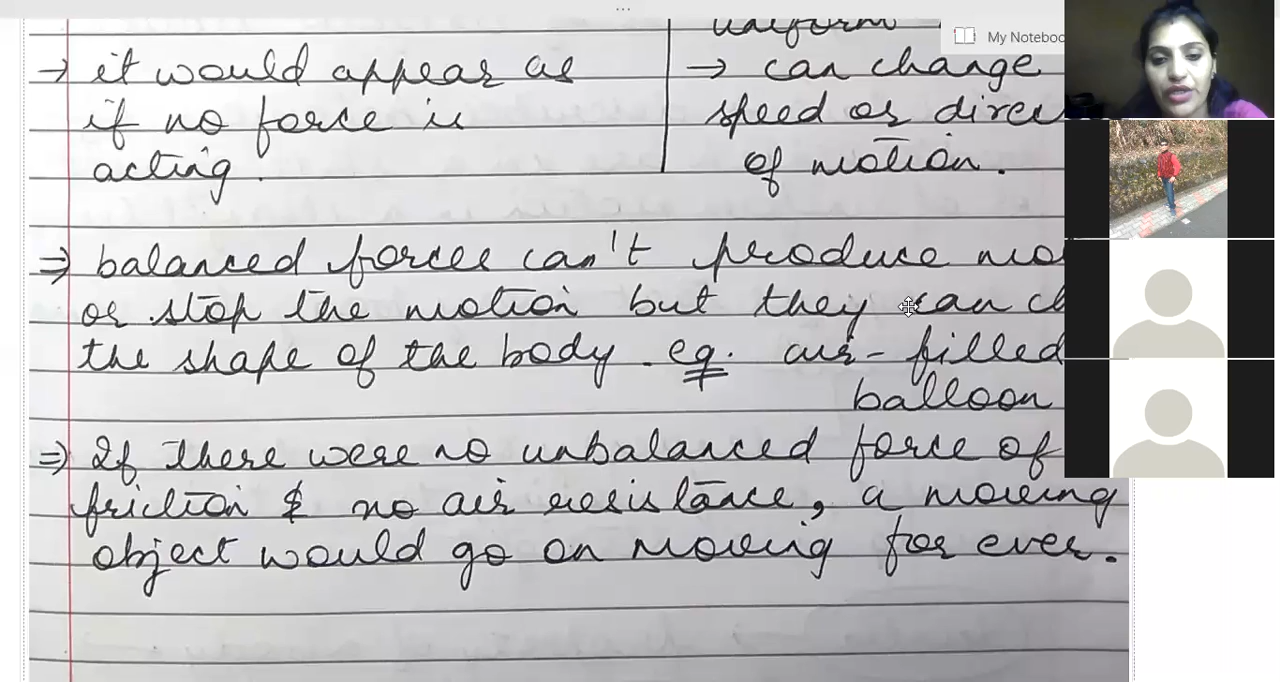 uniform
My Noteboo
→ it would appear as
if no force is
acting.
→ can change
speed or direc
of motion.
⇒ balanced forces can't produce mo
or stop the motion but they can ch
the shape of the body. eg. air-filled
balloon
⇒ If there were no unbalanced force of
friction & no air resistance, a moving
object would go on moving for ever.